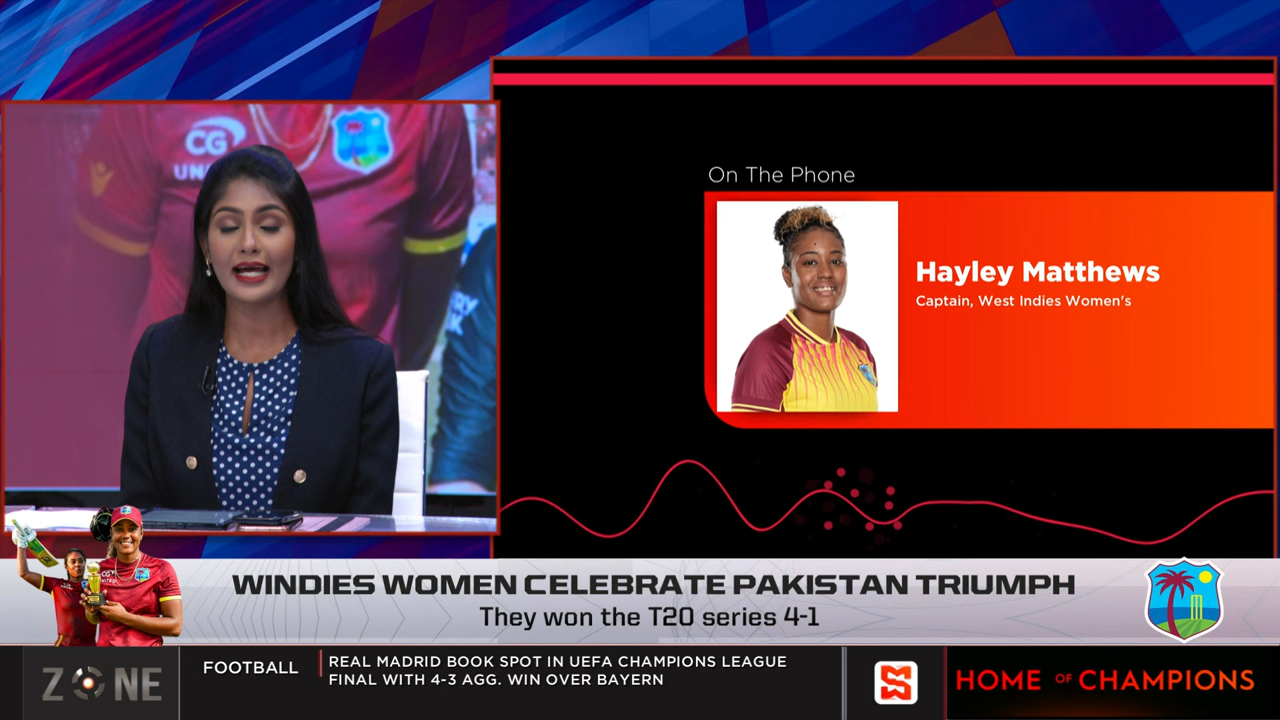 CG
UNI
On The Phone
Hayley Matthews
Captain, West Indies Women's
WINDIES WOMEN CELEBRATE PAKISTAN TRIUMPH
They won the T20 series 4-1
ZONE
FOOTBALL
REAL MADRID BOOK SPOT IN UEFA CHAMPIONS LEAGUE
FINAL WITH 4-3 AGG. WIN OVER BAYERN
HOME OF CHAMPIONS